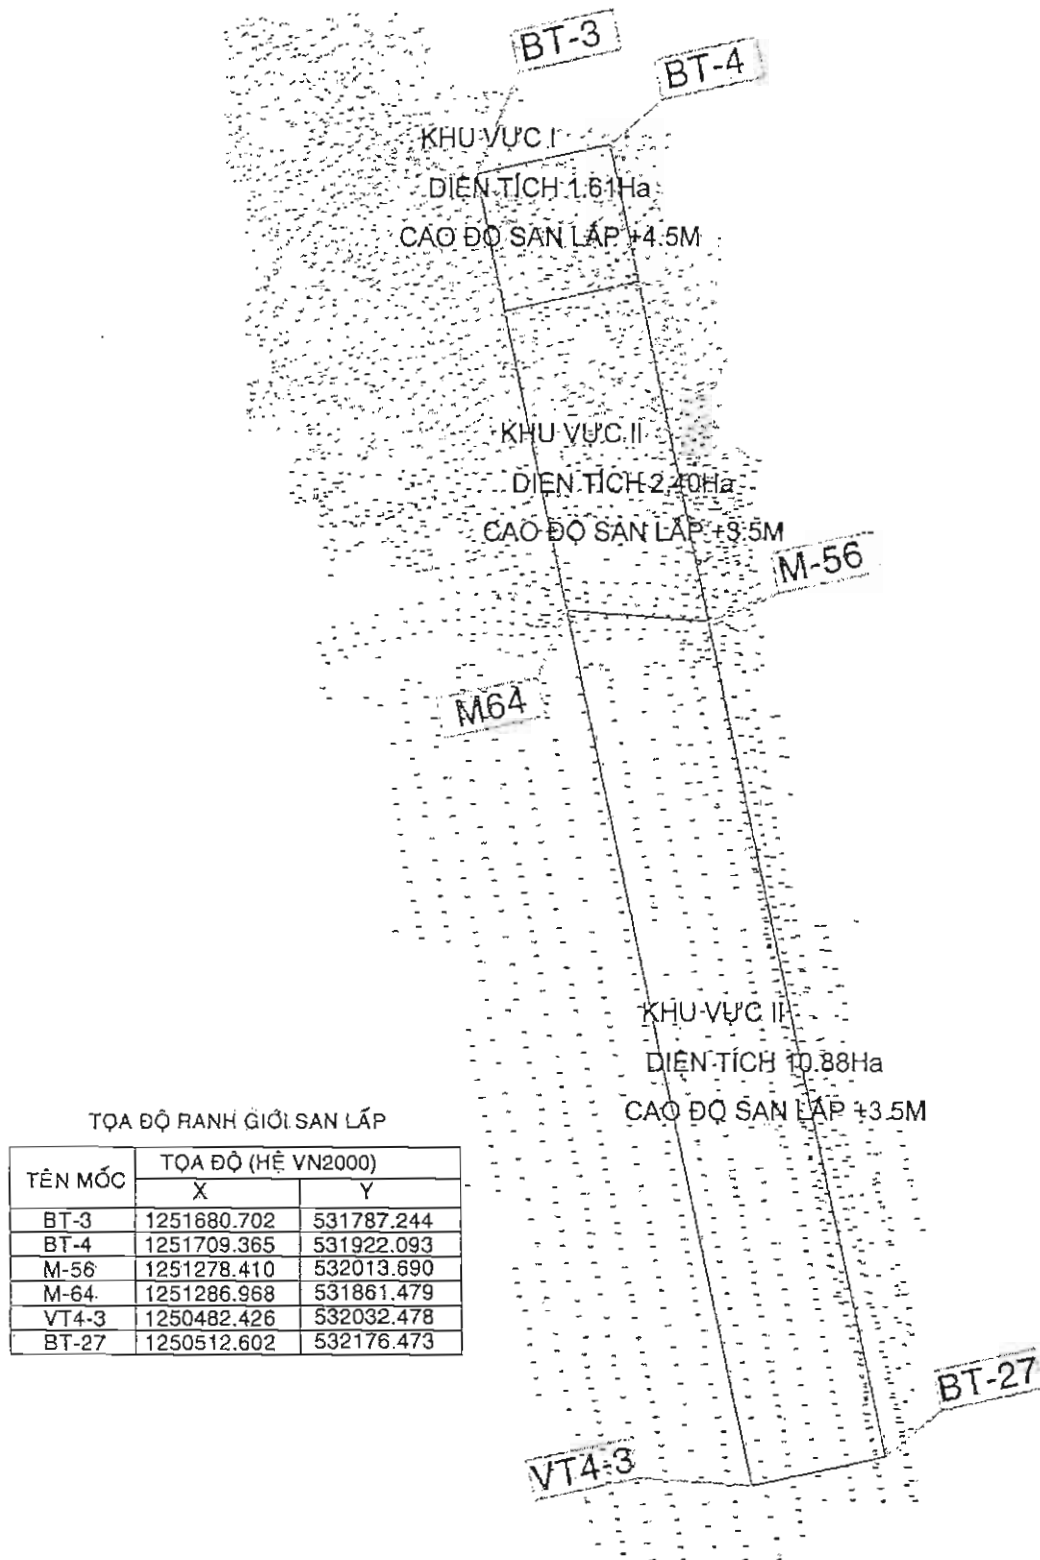 BT-3
BT-4
KHU VỰC I
DIỆN TÍCH 1.61Ha
CAO ĐỘ SAN LẤP +4.5M
KHU VỰC II
DIỆN TÍCH 2.40Ha
CAO ĐỘ SAN LẤP +3.5M
M-56
M64
KHU VỰC II
DIỆN TÍCH 10.88Ha
CAO ĐỘ SAN LẤP +3.5M
TỌA ĐỘ RANH GIỚI SAN LẤP
TÊN MỐC TỌA ĐỘ (HỆ VN2000)
X Y
BT-3 1251680.702 531787.244
BT-4 1251709.365 531922.093
M-56 1251278.410 532013.690
M-64 1251286.968 531861.479
VT4-3 1250482.426 532032.478
BT-27 1250512.602 532176.473
BT-27
VT4-3